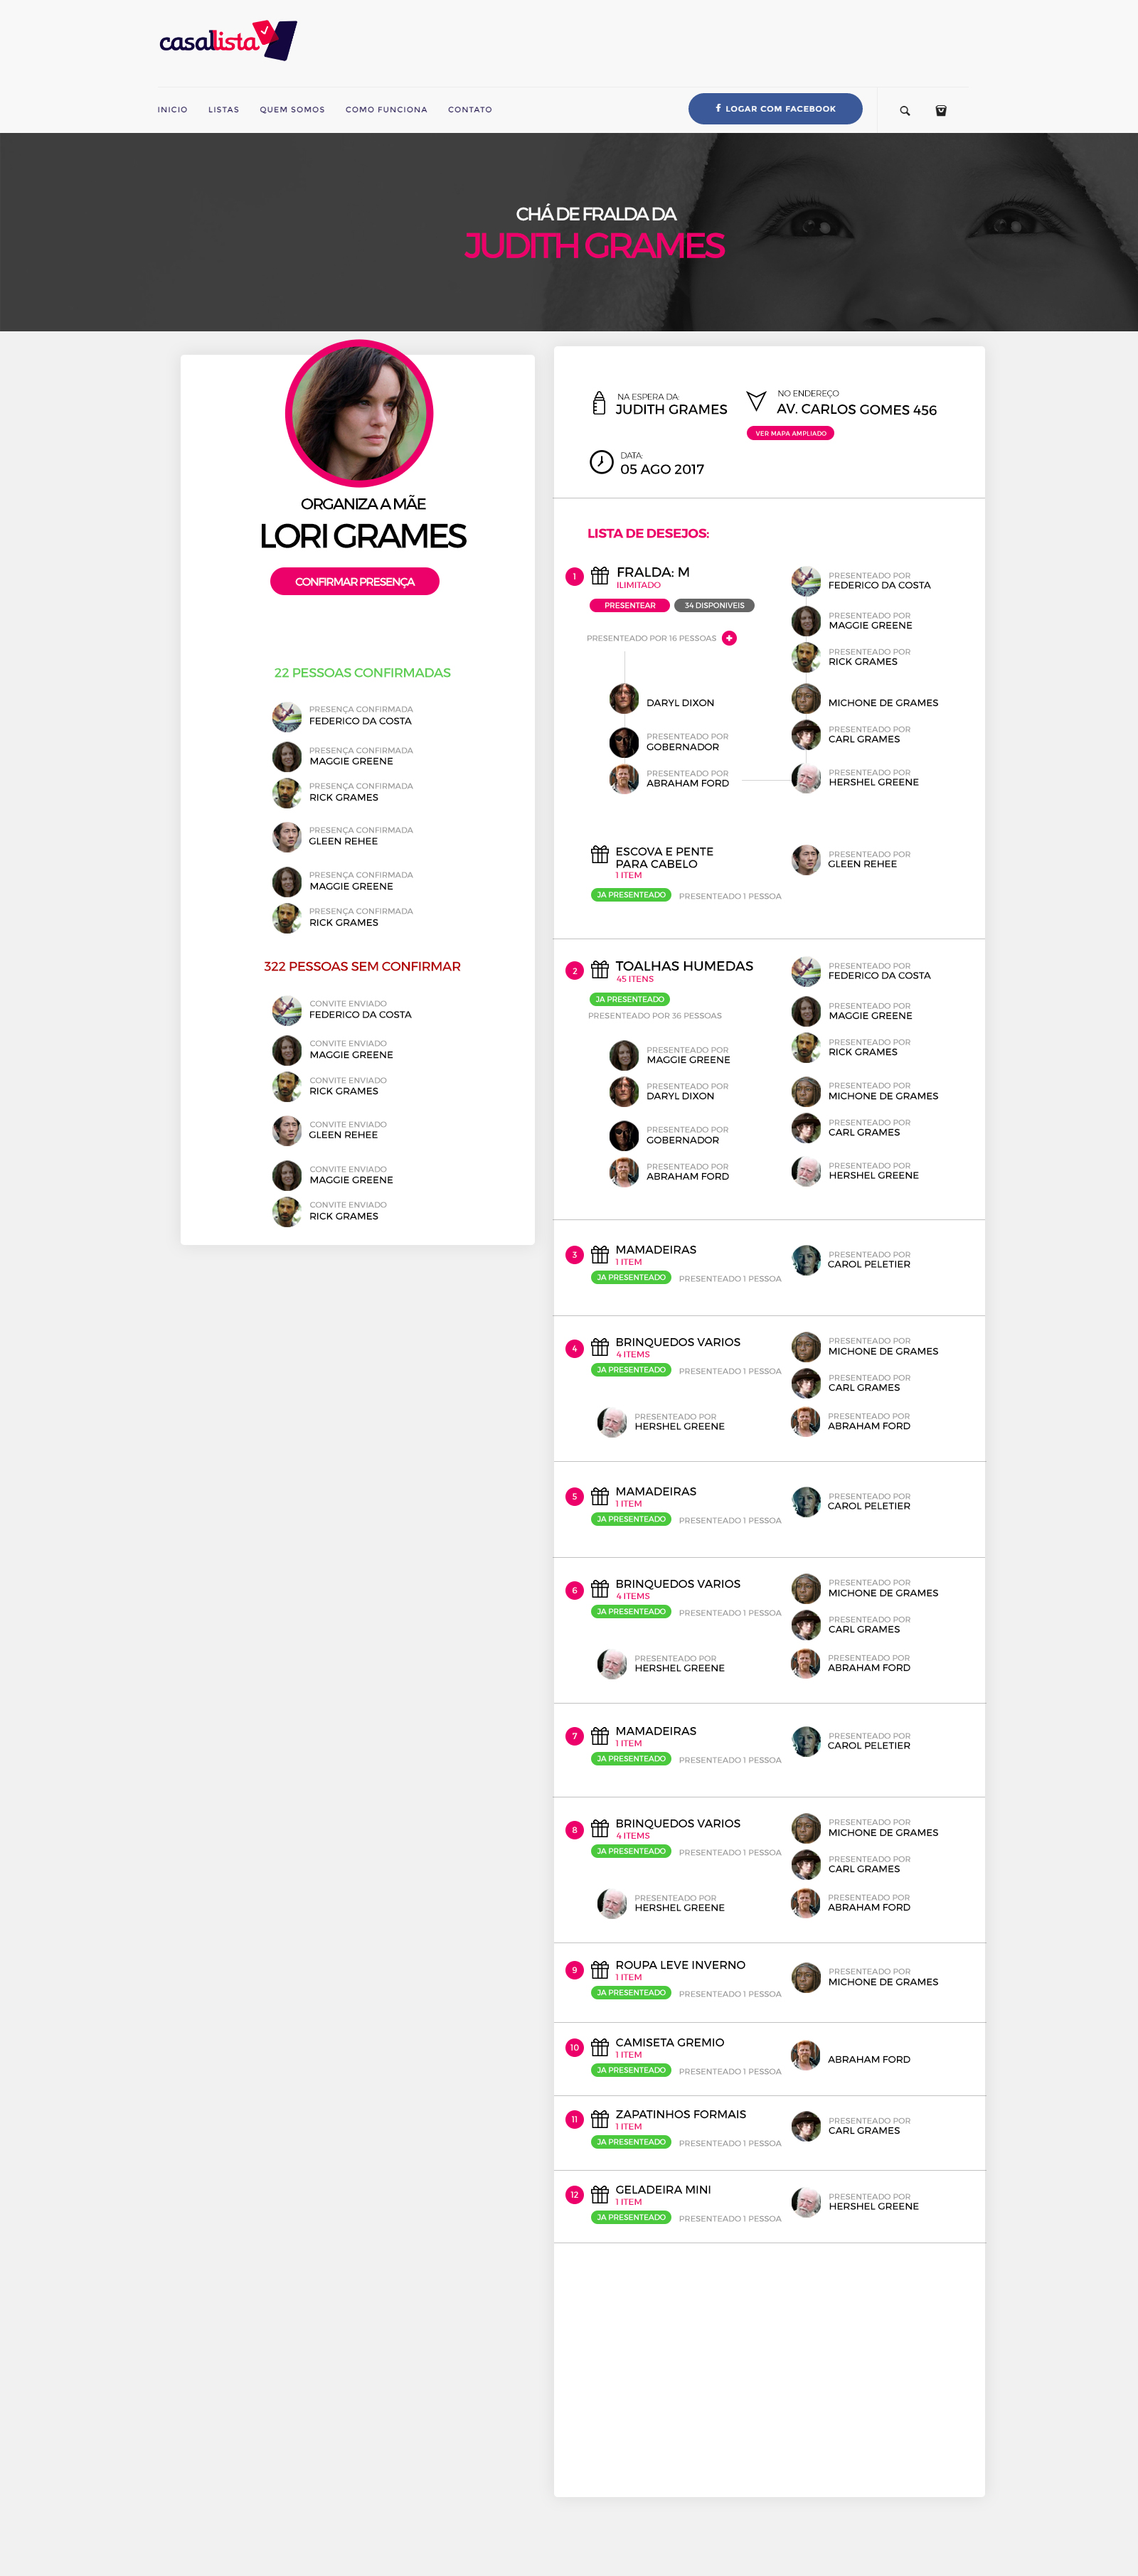 casallista
INICIO
LISTAS
QUEM SOMOS
COMO FUNCIONA
CONTATO
f LOGAR COM FACEBOOK
CHÁ DE FRALDA DA
JUDITH GRAMES
ORGANIZA A MÃE
LORI GRAMES
CONFIRMAR PRESENÇA
22 PESSOAS CONFIRMADAS
PRESENÇA CONFIRMADA
FEDERICO DA COSTA
PRESENÇA CONFIRMADA
MAGGIE GREENE
PRESENÇA CONFIRMADA
RICK GRAMES
PRESENÇA CONFIRMADA
GLEEN REHEE
PRESENÇA CONFIRMADA
MAGGIE GREENE
PRESENÇA CONFIRMADA
RICK GRAMES
322 PESSOAS SEM CONFIRMAR
CONVITE ENVIADO
FEDERICO DA COSTA
CONVITE ENVIADO
MAGGIE GREENE
CONVITE ENVIADO
RICK GRAMES
CONVITE ENVIADO
GLEEN REHEE
CONVITE ENVIADO
MAGGIE GREENE
CONVITE ENVIADO
RICK GRAMES
NA ESPERA DA:
JUDITH GRAMES
NO ENDEREÇO
AV. CARLOS GOMES 456
VER MAPA AMPLIADO
DATA:
05 AGO 2017
LISTA DE DESEJOS:
1
FRALDA: M
ILIMITADO
PRESENTEAR
34 DISPONIVEIS
PRESENTEADO POR 16 PESSOAS
DARYL DIXON
PRESENTEADO POR
GOBERNADOR
PRESENTEADO POR
ABRAHAM FORD
PRESENTEADO POR
FEDERICO DA COSTA
PRESENTEADO POR
MAGGIE GREENE
PRESENTEADO POR
RICK GRAMES
MICHONE DE GRAMES
PRESENTEADO POR
CARL GRAMES
PRESENTEADO POR
HERSHEL GREENE
ESCOVA E PENTE
PARA CABELO
1 ITEM
JA PRESENTEADO
PRESENTEADO 1 PESSOA
PRESENTEADO POR
GLEEN REHEE
2
TOALHAS HUMEDAS
45 ITENS
JA PRESENTEADO
PRESENTEADO POR 36 PESSOAS
PRESENTEADO POR
MAGGIE GREENE
PRESENTEADO POR
DARYL DIXON
PRESENTEADO POR
GOBERNADOR
PRESENTEADO POR
ABRAHAM FORD
PRESENTEADO POR
FEDERICO DA COSTA
PRESENTEADO POR
MAGGIE GREENE
PRESENTEADO POR
RICK GRAMES
PRESENTEADO POR
MICHONE DE GRAMES
PRESENTEADO POR
CARL GRAMES
PRESENTEADO POR
HERSHEL GREENE
3
MAMADEIRAS
1 ITEM
JA PRESENTEADO
PRESENTEADO 1 PESSOA
PRESENTEADO POR
CAROL PELETIER
4
BRINQUEDOS VARIOS
4 ITEMS
JA PRESENTEADO
PRESENTEADO 1 PESSOA
PRESENTEADO POR
HERSHEL GREENE
PRESENTEADO POR
MICHONE DE GRAMES
PRESENTEADO POR
CARL GRAMES
PRESENTEADO POR
ABRAHAM FORD
5
MAMADEIRAS
1 ITEM
JA PRESENTEADO
PRESENTEADO 1 PESSOA
PRESENTEADO POR
CAROL PELETIER
6
BRINQUEDOS VARIOS
4 ITEMS
JA PRESENTEADO
PRESENTEADO 1 PESSOA
PRESENTEADO POR
HERSHEL GREENE
PRESENTEADO POR
MICHONE DE GRAMES
PRESENTEADO POR
CARL GRAMES
PRESENTEADO POR
ABRAHAM FORD
7
MAMADEIRAS
1 ITEM
JA PRESENTEADO
PRESENTEADO 1 PESSOA
PRESENTEADO POR
CAROL PELETIER
8
BRINQUEDOS VARIOS
4 ITEMS
JA PRESENTEADO
PRESENTEADO 1 PESSOA
PRESENTEADO POR
HERSHEL GREENE
PRESENTEADO POR
MICHONE DE GRAMES
PRESENTEADO POR
CARL GRAMES
PRESENTEADO POR
ABRAHAM FORD
9
ROUPA LEVE INVERNO
1 ITEM
JA PRESENTEADO
PRESENTEADO 1 PESSOA
PRESENTEADO POR
MICHONE DE GRAMES
10
CAMISETA GREMIO
1 ITEM
JA PRESENTEADO
PRESENTEADO 1 PESSOA
ABRAHAM FORD
11
ZAPATINHOS FORMAIS
1 ITEM
JA PRESENTEADO
PRESENTEADO 1 PESSOA
PRESENTEADO POR
CARL GRAMES
12
GELADEIRA MINI
1 ITEM
JA PRESENTEADO
PRESENTEADO 1 PESSOA
PRESENTEADO POR
HERSHEL GREENE